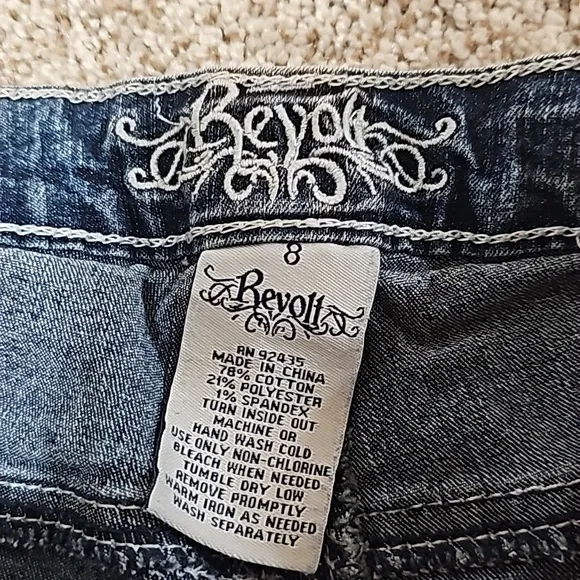 Revolt
8
Revolt
RN 92435
MADE IN CHINA
78% COTTON
21% POLYESTER
1% SPANDEX
TURN INSIDE OUT
MACHINE OR
HAND WASH COLD
USE ONLY NON-CHLORINE
BLEACH WHEN NEEDED
TUMBLE DRY LOW
REMOVE PROMPTLY
WARM IRON AS NEEDED
WASH SEPARATELY